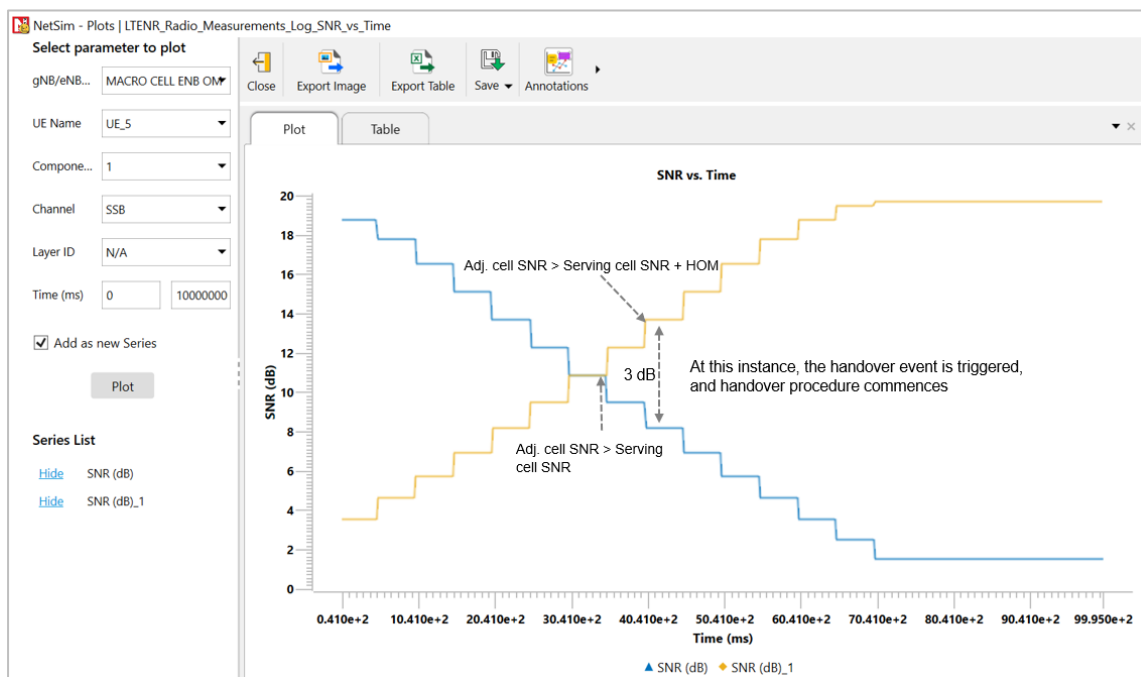 NetSim - Plots | LTENR_Radio_Measurements_Log_SNR_vs_Time
Select parameter to plot
gNB/eNB... MACRO CELL ENB OM
UE Name UE_5
Compone... 1
Channel SSB
Layer ID N/A
Time (ms) 0 10000000
Add as new Series
Plot
Series List
Hide SNR (dB)
Hide SNR (dB)_1
Close Export Image Export Table Save Annotations
Plot Table
SNR vs. Time
SNR (dB)
20
18
16
14
12
10
8
6
4
2
0
Adj. cell SNR > Serving cell SNR + HOM
3 dB
At this instance, the handover event is triggered,
and handover procedure commences
Adj. cell SNR > Serving
cell SNR
0.410e+2 10.410e+2 20.410e+2 30.410e+2 40.410e+2 50.410e+2 60.410e+2 70.410e+2 80.410e+2 90.410e+2 99.950e+2
Time (ms)
SNR (dB) SNR (dB)_1